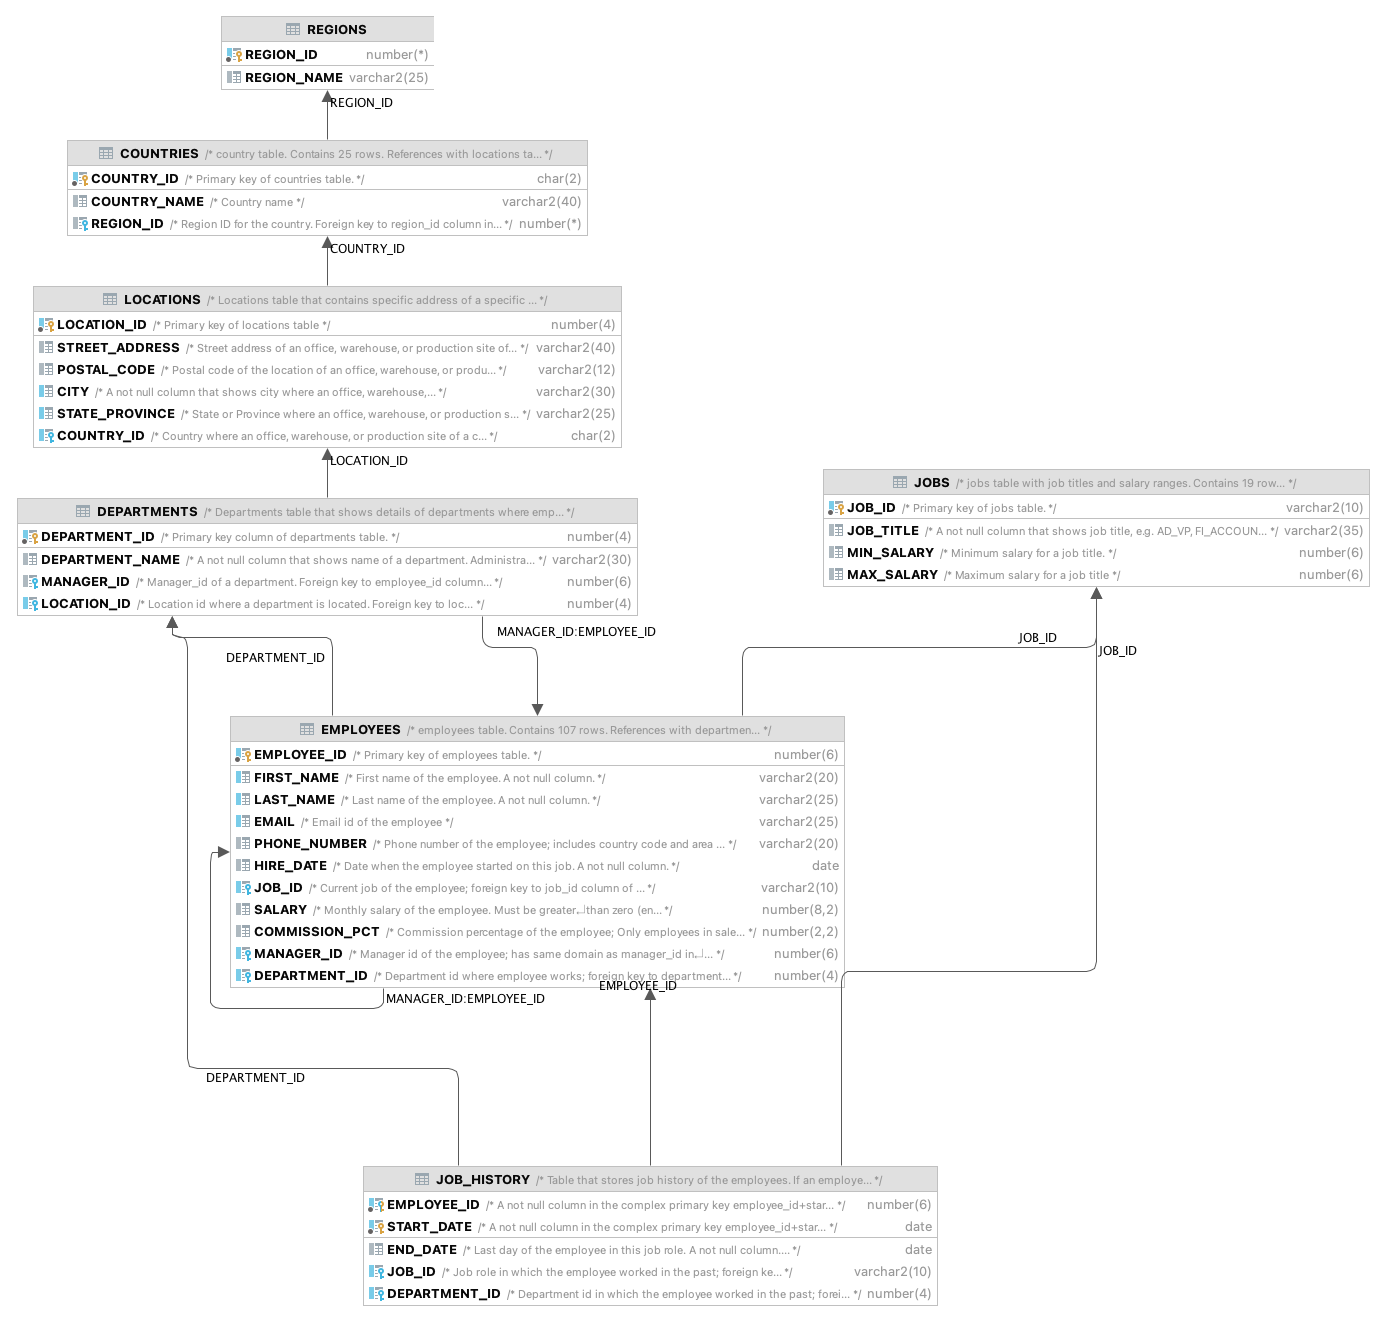 REGIONS
REGION_ID number(*)
REGION_NAME varchar2(25)
REGION_ID
COUNTRIES /* country table. Contains 25 rows. References with locations ta... */
COUNTRY_ID /* Primary key of countries table. */ char(2)
COUNTRY_NAME /* Country name */ varchar2(40)
REGION_ID /* Region ID for the country. Foreign key to region_id column in... */ number(*)
COUNTRY_ID
LOCATIONS /* Locations table that contains specific address of a specific ... */
LOCATION_ID /* Primary key of locations table */ number(4)
STREET_ADDRESS /* Street address of an office, warehouse, or production site of... */ varchar2(40)
POSTAL_CODE /* Postal code of the location of an office, warehouse, or produ... */ varchar2(12)
CITY /* A not null column that shows city where an office, warehouse,... */ varchar2(30)
STATE_PROVINCE /* State or Province where an office, warehouse, or production s... */ varchar2(25)
COUNTRY_ID /* Country where an office, warehouse, or production site of a c... */ char(2)
LOCATION_ID
DEPARTMENTS /* Departments table that shows details of departments where emp... */
DEPARTMENT_ID /* Primary key column of departments table. */ number(4)
DEPARTMENT_NAME /* A not null column that shows name of a department. Administra... */ varchar2(30)
MANAGER_ID /* Manager_id of a department. Foreign key to employee_id column... */ number(6)
LOCATION_ID /* Location id where a department is located. Foreign key to loc... */ number(4)
JOBS /* jobs table with job titles and salary ranges. Contains 19 row... */
JOB_ID /* Primary key of jobs table. */ varchar2(10)
JOB_TITLE /* A not null column that shows job title, e.g. AD_VP, FI_ACCOUN... */ varchar2(35)
MIN_SALARY /* Minimum salary for a job title. */ number(6)
MAX_SALARY /* Maximum salary for a job title */ number(6)
MANAGER_ID:EMPLOYEE_ID
DEPARTMENT_ID
JOB_ID
JOB_ID
EMPLOYEES /* employees table. Contains 107 rows. References with departmen... */
EMPLOYEE_ID /* Primary key of employees table. */ number(6)
FIRST_NAME /* First name of the employee. A not null column. */ varchar2(20)
LAST_NAME /* Last name of the employee. A not null column. */ varchar2(25)
EMAIL /* Email id of the employee */ varchar2(25)
PHONE_NUMBER /* Phone number of the employee; includes country code and area ... */ varchar2(20)
HIRE_DATE /* Date when the employee started on this job. A not null column. */ date
JOB_ID /* Current job of the employee; foreign key to job_id column of ... */ varchar2(10)
SALARY /* Monthly salary of the employee. Must be greater↵than zero (en... */ number(8,2)
COMMISSION_PCT /* Commission percentage of the employee; Only employees in sale... */ number(2,2)
MANAGER_ID /* Manager id of the employee; has same domain as manager_id in↵... */ number(6)
DEPARTMENT_ID /* Department id where employee works; foreign key to department... */ number(4)
EMPLOYEE_ID
MANAGER_ID:EMPLOYEE_ID
DEPARTMENT_ID
JOB_HISTORY /* Table that stores job history of the employees. If an employe... */
EMPLOYEE_ID /* A not null column in the complex primary key employee_id+star... */ number(6)
START_DATE /* A not null column in the complex primary key employee_id+star... */ date
END_DATE /* Last day of the employee in this job role. A not null column.... */ date
JOB_ID /* Job role in which the employee worked in the past; foreign ke... */ varchar2(10)
DEPARTMENT_ID /* Department id in which the employee worked in the past; forei... */ number(4)